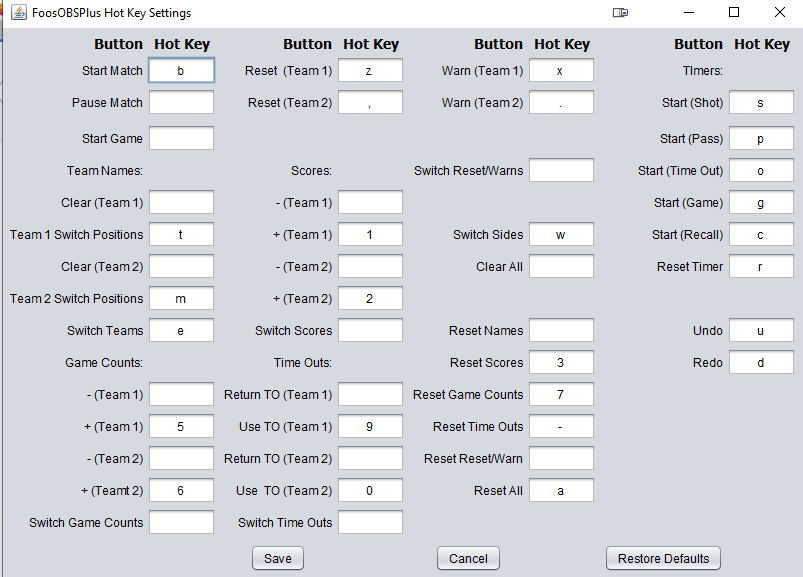 FoosOBSPlus Hot Key Settings
Button Hot Key Button Hot Key Button Hot Key Button Hot Key
Start Match b Reset (Team 1) z Warn (Team 1) x TImers:
Pause Match Reset (Team 2) , Warn (Team 2) . Start (Shot) s
Start Game Start (Pass) p
Team Names: Scores: Switch Reset/Warns Start (Time Out) o
Clear (Team 1) - (Team 1) Start (Game) g
Team 1 Switch Positions t + (Team 1) 1 Switch Sides w Start (Recall) c
Clear (Team 2) - (Team 2) Clear All Reset Timer r
Team 2 Switch Positions m + (Team 2) 2
Switch Teams e Switch Scores Reset Names Undo u
Game Counts: Time Outs: Reset Scores 3 Redo d
- (Team 1) Return TO (Team 1) Reset Game Counts 7
+ (Team 1) 5 Use TO (Team 1) 9 Reset Time Outs -
- (Team 2) Return TO (Team 2) Reset Reset/Warn
+ (Teamt 2) 6 Use TO (Team 2) 0 Reset All a
Switch Game Counts Switch Time Outs
Save Cancel Restore Defaults